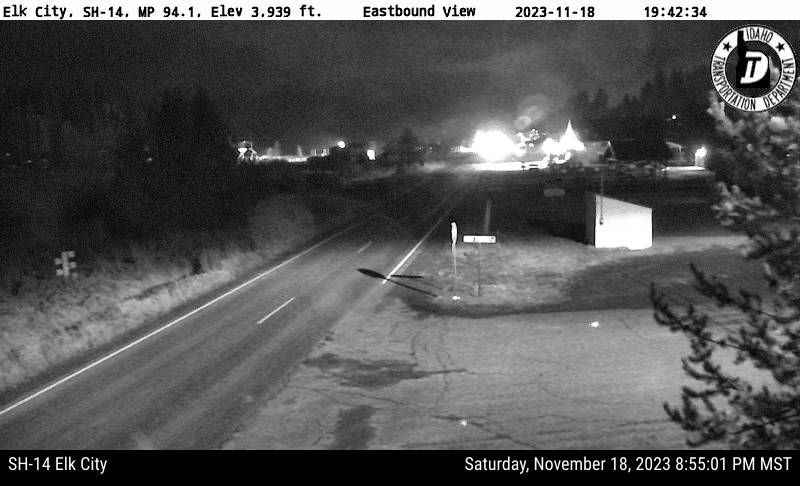 Elk City, SH-14, MP 94.1, Elev 3,939 ft. Eastbound View 2023-11-18 19:42:34
IDAHO
TRANSPORTATION DEPARTMENT
SH-14 Elk City Saturday, November 18, 2023 8:55:01 PM MST